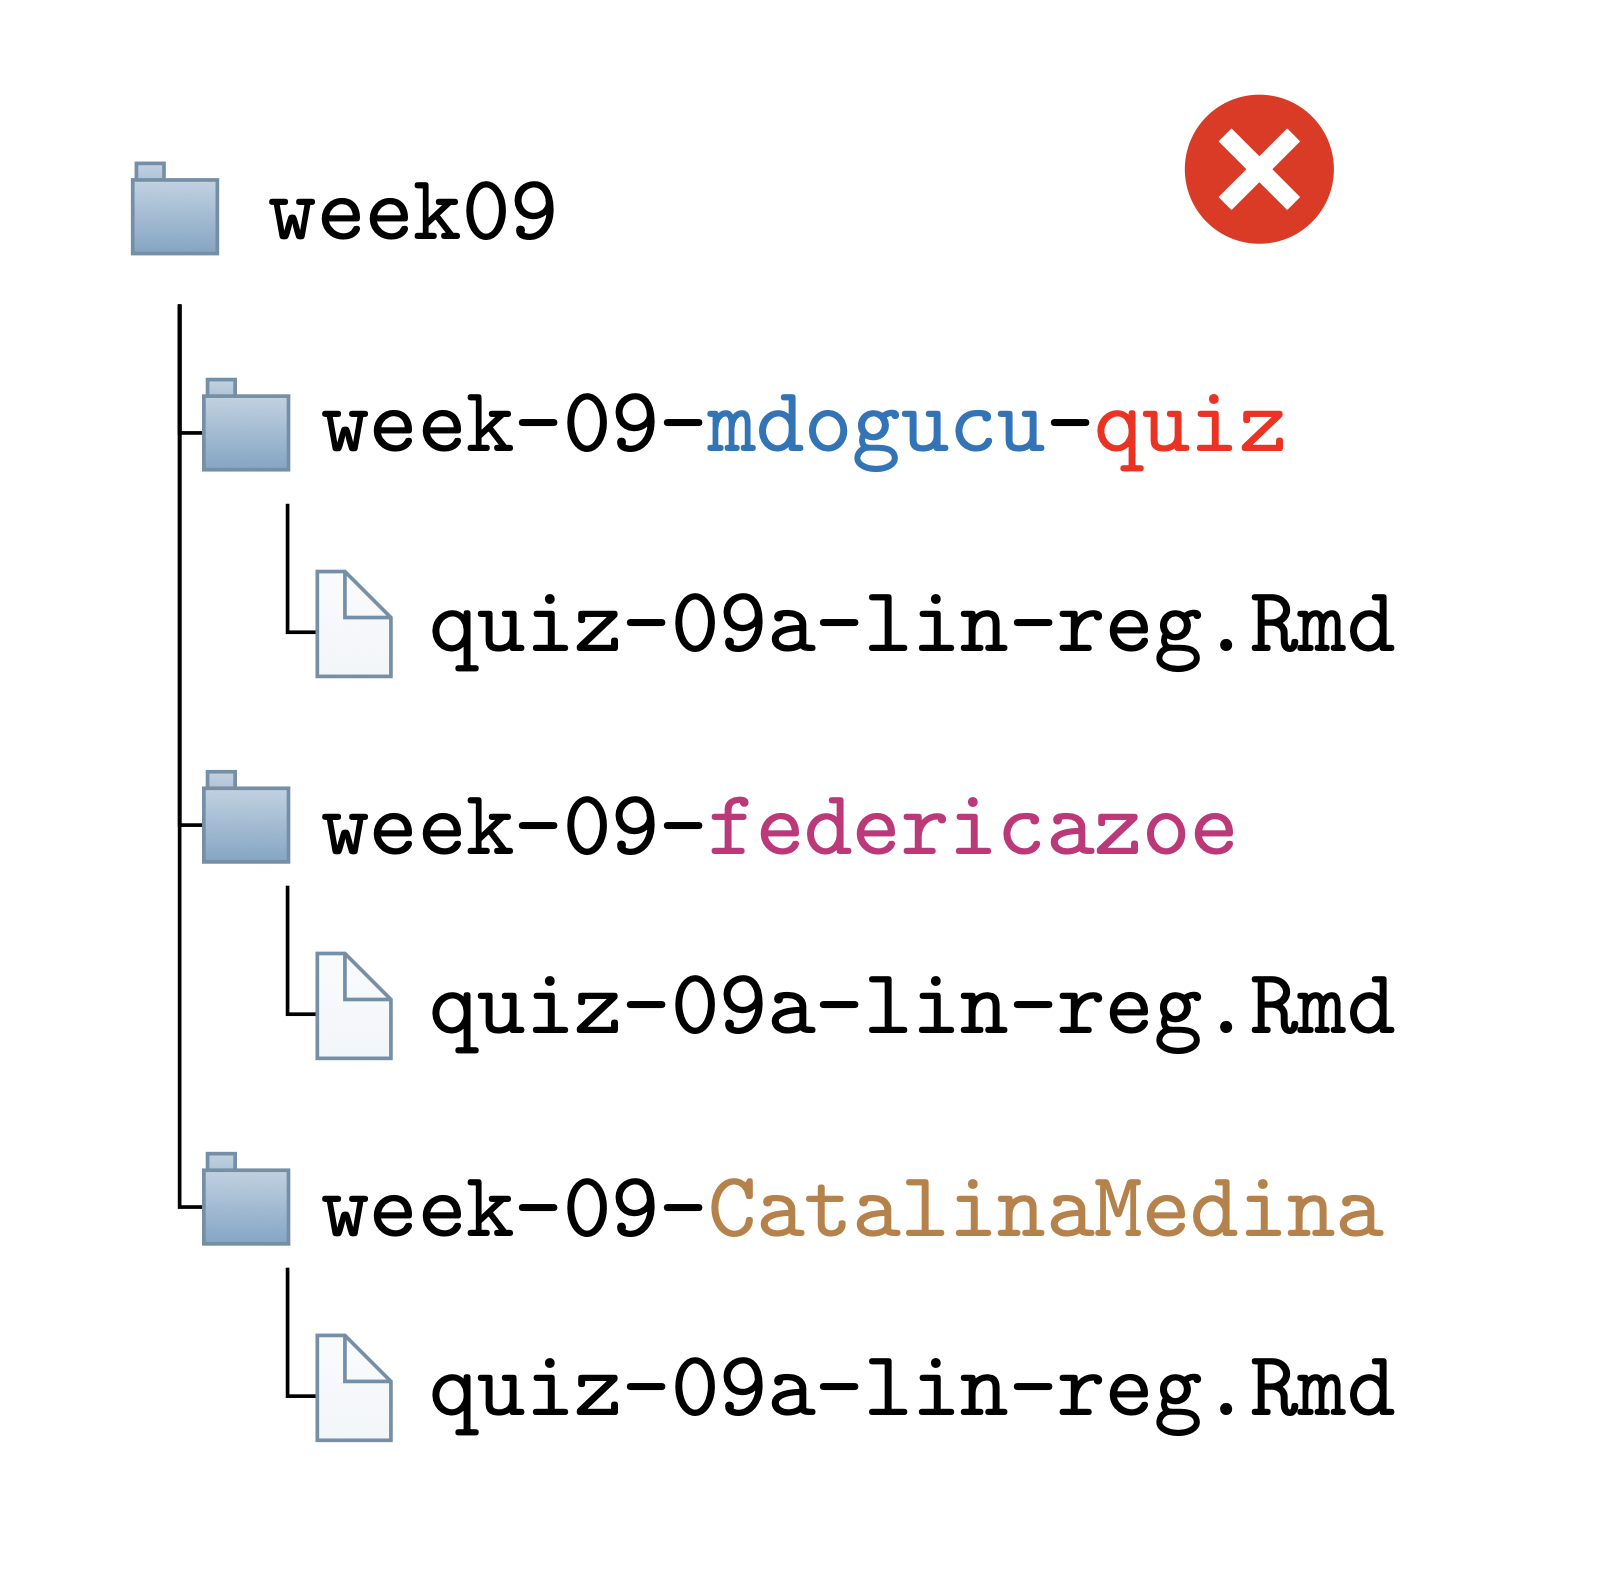 week09
week-09-mdogucu-quiz
quiz-09a-lin-reg.Rmd
week-09-federicazoe
quiz-09a-lin-reg.Rmd
week-09-CatalinaMedina
quiz-09a-lin-reg.Rmd